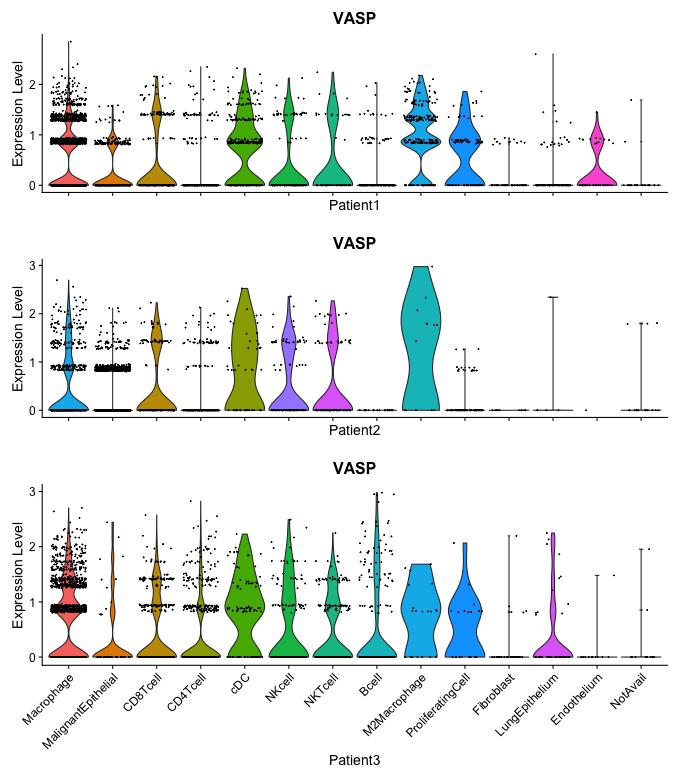 VASP
Expression Level
2
1
0
Patient1
VASP
Expression Level
3
2
1
0
Patient2
VASP
Expression Level
3
2
1
0
Macrophage
MalignantEpithelial
CD8Tcell
CD4Tcell
cDC
NKcell
NKTcell
Bcell
M2Macrophage
ProliferatingCell
Fibroblast
LungEpithelium
Endothelium
NotAvail
Patient3